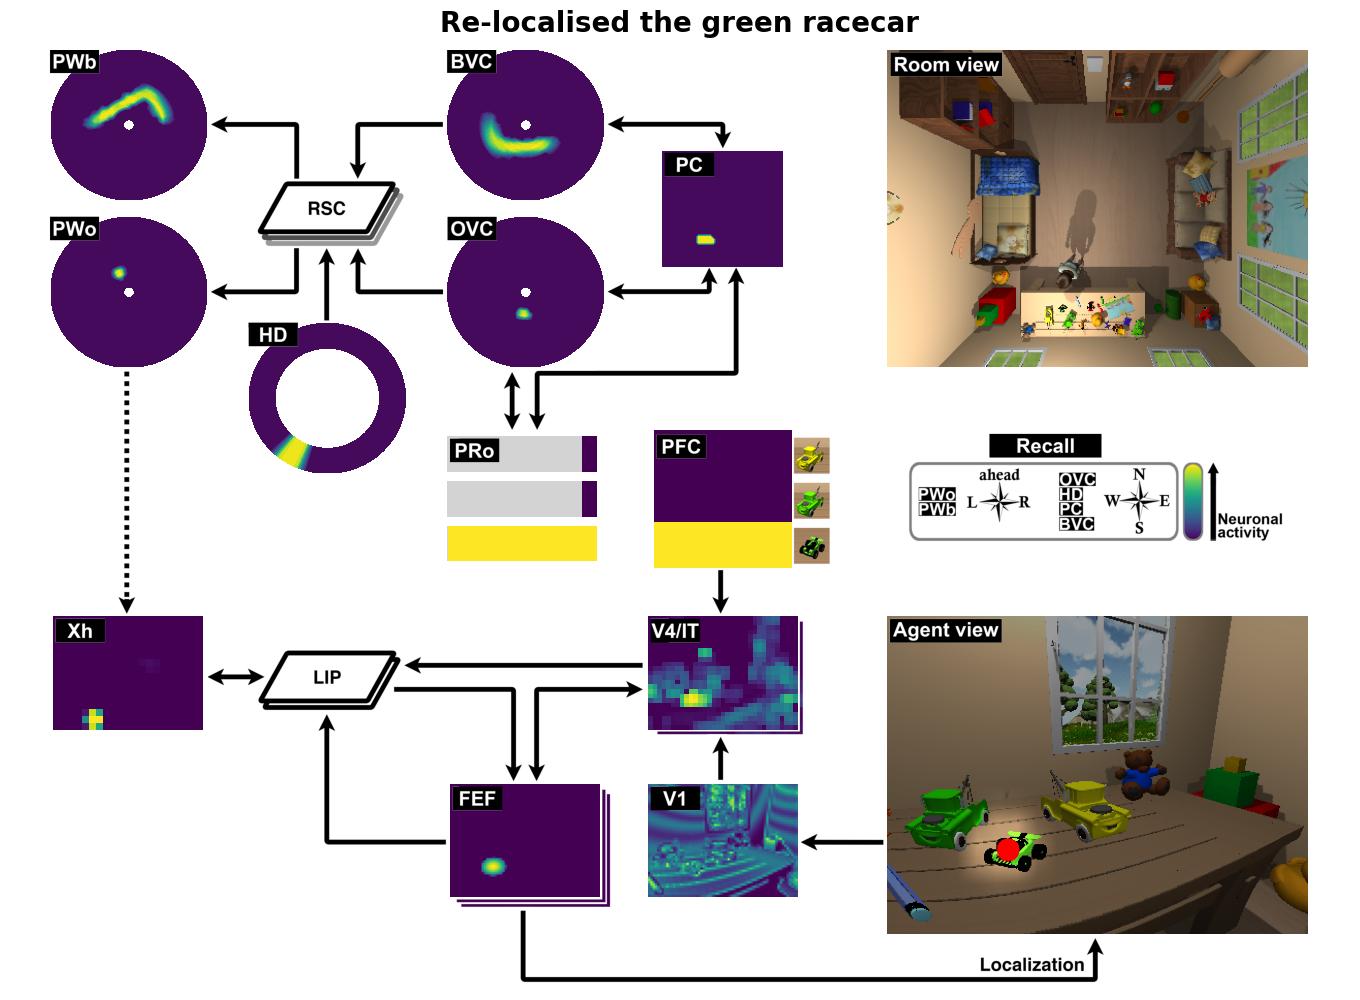 Re-localised the green racecar
PWb
BVC
Room view
PC
RSC
PWo
OVC
HD
PRo
PFC
Recall
ahead
PWo
PWb
L
R
OVC
HD
PC
BVC
N
W
E
S
Neuronal
activity
Xh
LIP
V4/IT
Agent view
FEF
V1
Localization